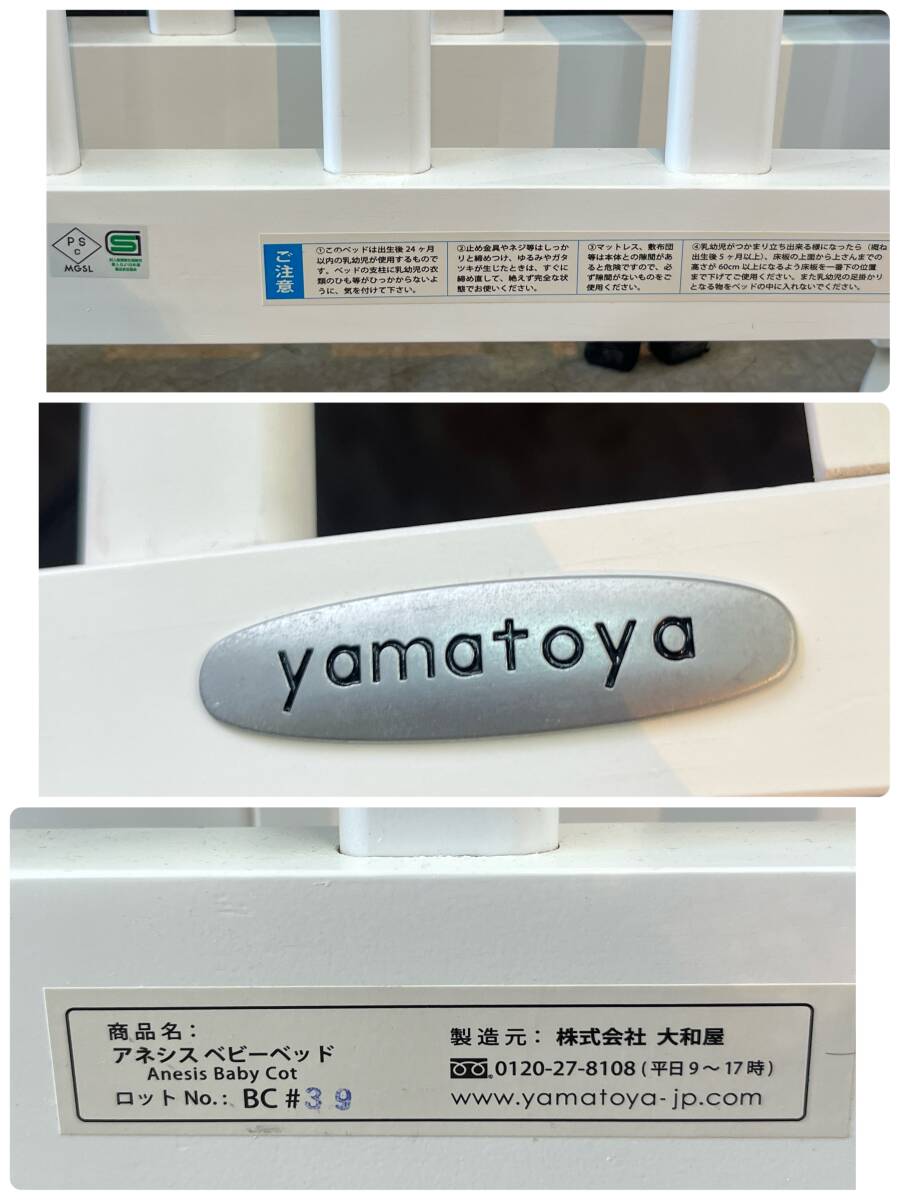 P S
C
MGSL
ご注意
①このベッドは出生後24ヶ月
以内の乳幼児が使用するもので
す。ベッドの支柱に乳幼児の衣
類のひも等がひっかからないよ
うに、気を付けて下さい。
②止め金具やネジ等はしっか
りと締めつけ、ゆるみやガタ
ツキが生じたときは、すぐに
締め直して、絶えず完全な状
態でお使いください。
③マットレス、敷布団
等は本体との隙間があ
ると危険ですので、必
ず隙間がないものをご
使用ください。
④乳幼児がつかまり立ち出来る様になったら（概ね
出生後5ヶ月以上）、床板の上面から上さんまでの
高さが60cm以上になるよう床板を一番下の位置
まで下げてご使用ください。また乳幼児の足掛かり
となる物をベッドの中に入れないでください。
yamatoya
商品名：
アネシス ベビーベッド
Anesis Baby Cot
ロット No.： BC #39
製造元： 株式会社 大和屋
0120-27-8108 ( 平日9～17時 )
www.yamatoya-jp.com